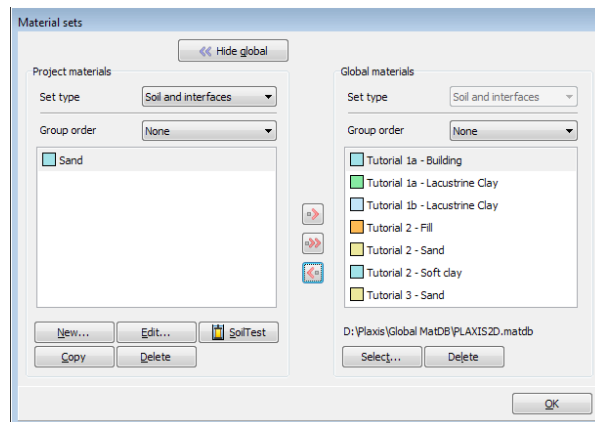 Material sets
Hide global
Project materials
Set type
Soil and interfaces
Group order
None
Sand
New...
Edit...
SoilTest
Copy
Delete
Global materials
Set type
Soil and interfaces
Group order
None
Tutorial 1a - Building
Tutorial 1a - Lacustrine Clay
Tutorial 1b - Lacustrine Clay
Tutorial 2 - Fill
Tutorial 2 - Sand
Tutorial 2 - Soft clay
Tutorial 3 - Sand
D:\Plaxis\Global MatDB\PLAXIS2D.matdb
Select...
Delete
OK